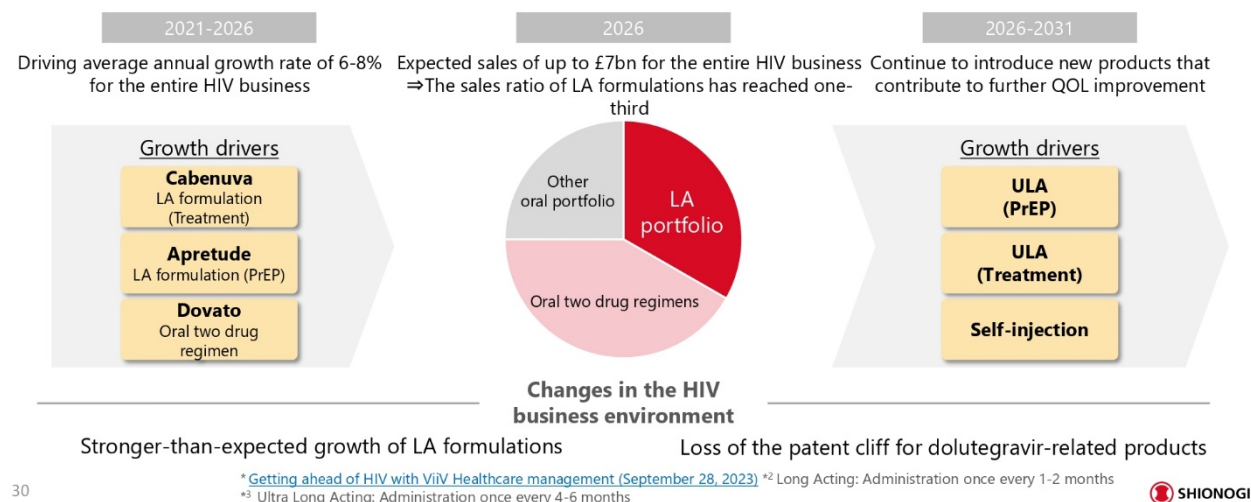 2021-2026
Driving average annual growth rate of 6-8%
for the entire HIV business
Growth drivers
Cabenuva
LA formulation
(Treatment)
Apretude
LA formulation (PrEP)
Dovato
Oral two drug
regimen
2026
Expected sales of up to £7bn for the entire HIV business
⇒The sales ratio of LA formulations has reached one-
third
Other
oral portfolio
LA
portfolio
Oral two drug regimens
2026-2031
Continue to introduce new products that
contribute to further QOL improvement
Growth drivers
ULA
(PrEP)
ULA
(Treatment)
Self-injection
Changes in the HIV
business environment
Stronger-than-expected growth of LA formulations
Loss of the patent cliff for dolutegravir-related products
* Getting ahead of HIV with ViiV Healthcare management (September 28, 2023) *2 Long Acting: Administration once every 1-2 months
*3 Ultra Long Acting: Administration once every 4-6 months
30
SHIONOGI